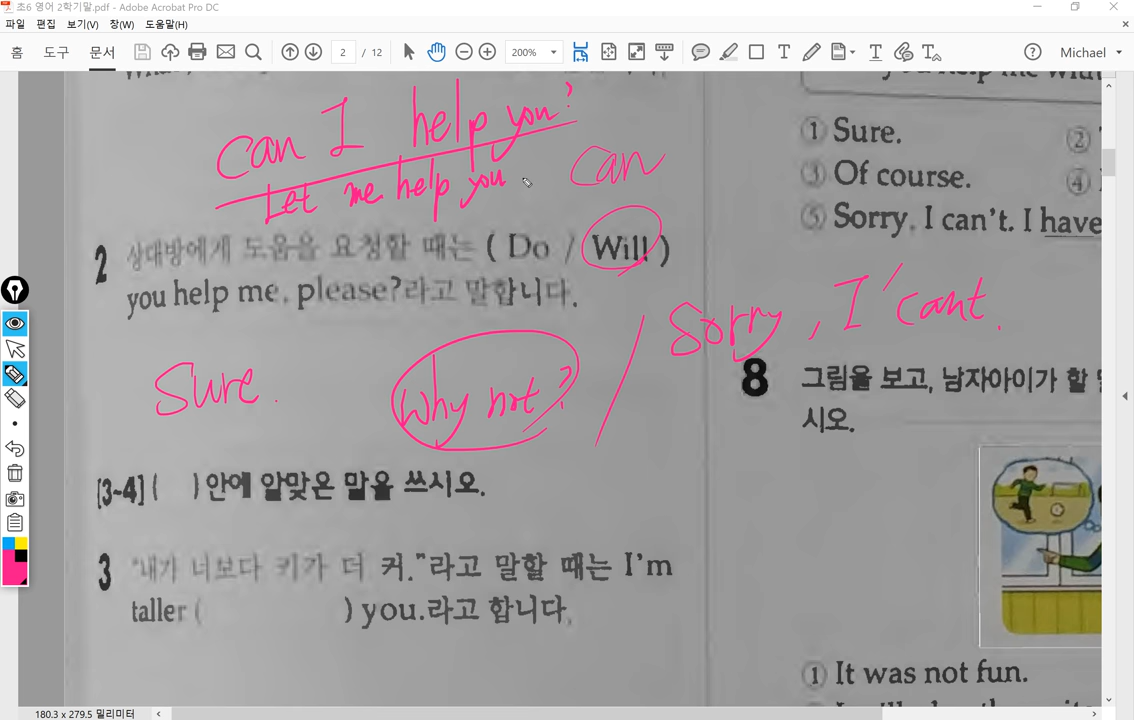 초6 영어 2학기말.pdf - Adobe Acrobat Pro DC
파일 편집 보기(V) 창(W) 도움말(H)
홈 도구 문서 2 / 12 200% Michael
can I help you?
Let me help you
can
2 상대방에게 도움을 요청할 때는 ( Do / Will )
you help me, please?라고 말합니다.
Sure.
Why not?
/ Sorry, I can't.
[3~4] ( ) 안에 알맞은 말을 쓰시오.
3 "내가 너보다 키가 더 커."라고 말할 때는 I'm
taller ( ) you.라고 합니다.
① Sure.
②
③ Of course.
④
⑤ Sorry, I can't. I have
8 그림을 보고, 남자아이가 할
시오.
① It was not fun.
180.3 x 279.5 밀리미터